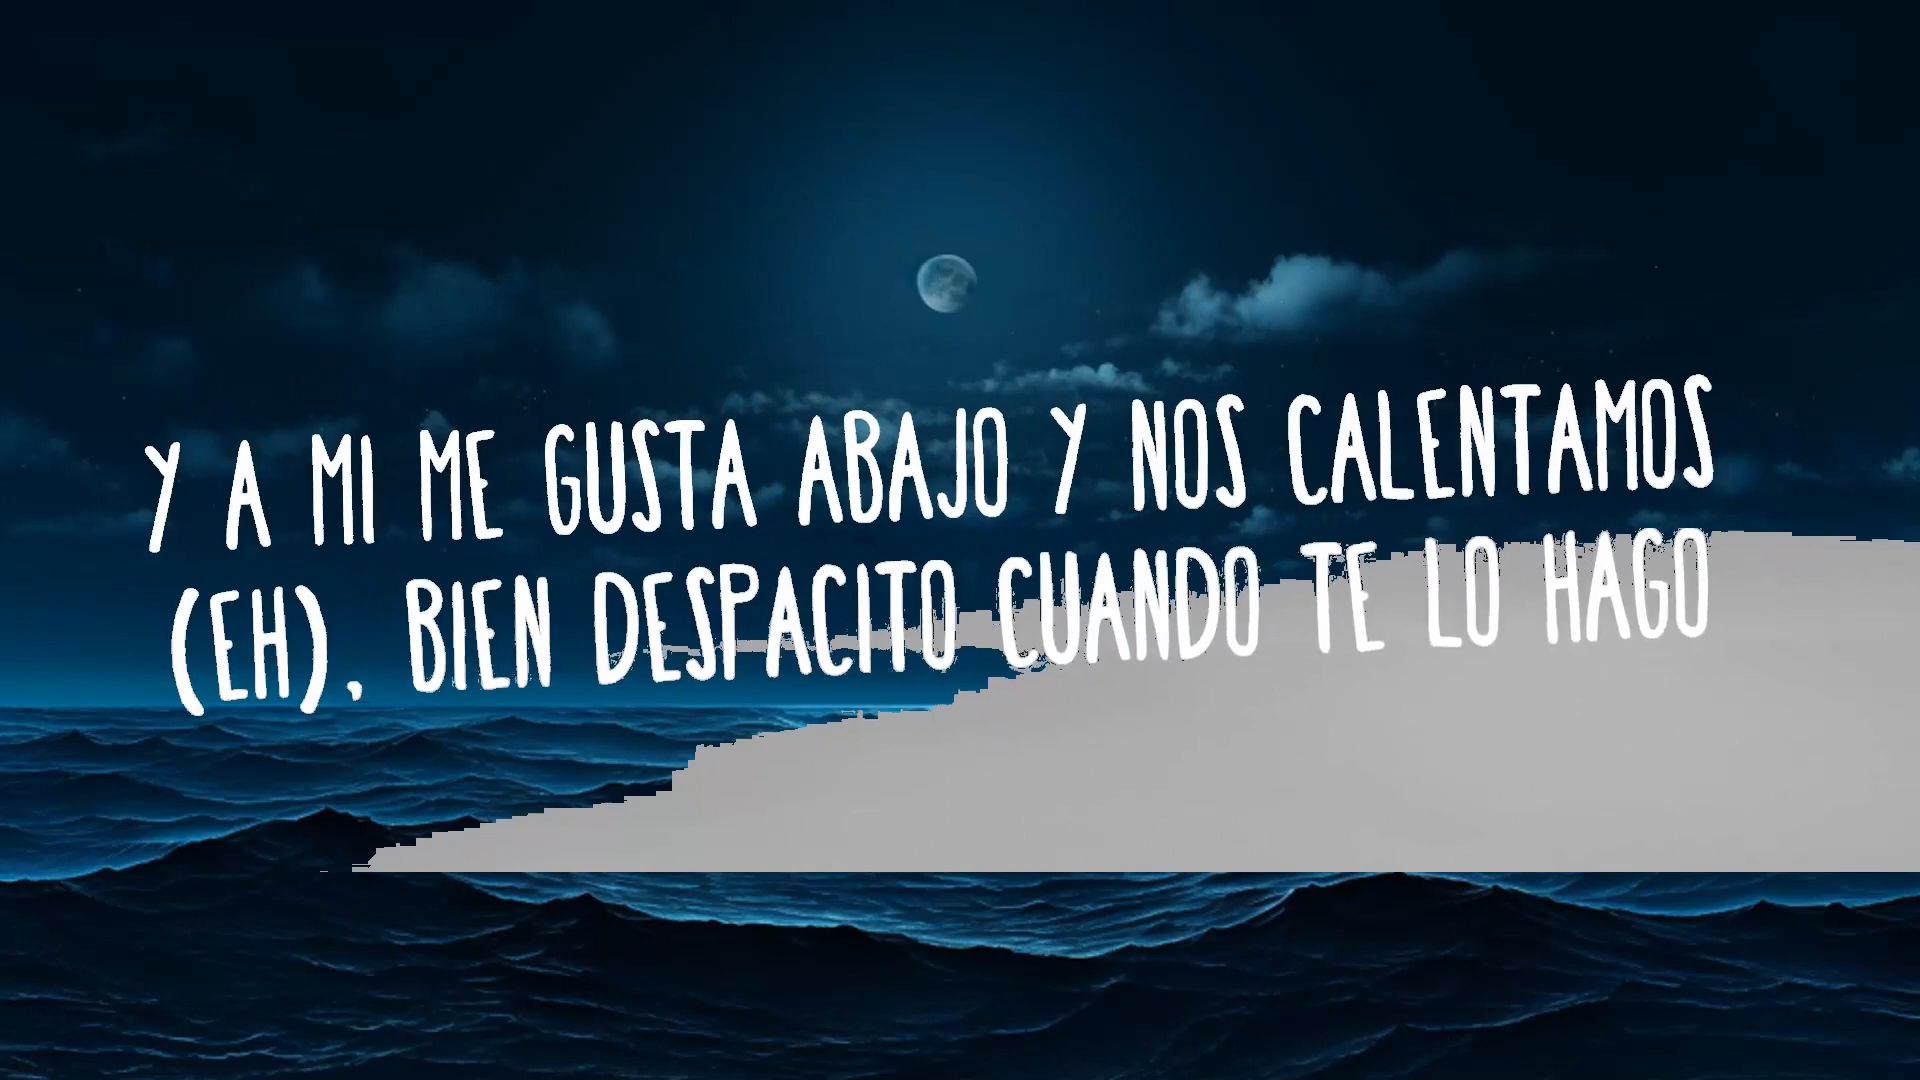 Y A MI ME GUSTA ABAJO Y NOS CALENTAMOS
(EH), BIEN DESPACITO CUANDO TE LO HAGO